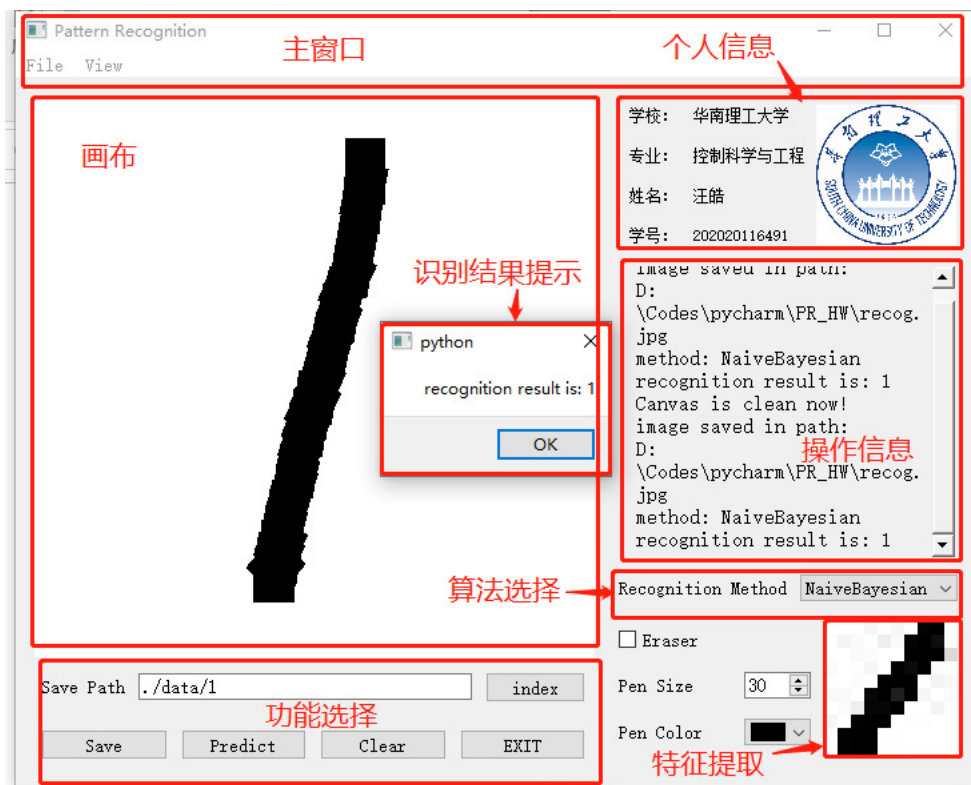 Pattern Recognition
主窗口
个人信息
File View
画布
学校: 华南理工大学
专业: 控制科学与工程
姓名: 汪皓
学号: 202020116491
SOUTH CHINA UNIVERSITY OF TECHNOLOGY
识别结果提示
python
recognition result is: 1
OK
image saved in path:
D:
\Codes\pycharm\PR_HW\recog.
jpg
method: NaiveBayesian
recognition result is: 1
Canvas is clean now!
image saved in path:
D:
\Codes\pycharm\PR_HW\recog.
jpg
method: NaiveBayesian
recognition result is: 1
操作信息
算法选择
Recognition Method NaiveBayesian
Eraser
Save Path ./data/1 index
Pen Size 30
功能选择
Save Predict Clear EXIT
Pen Color
特征提取